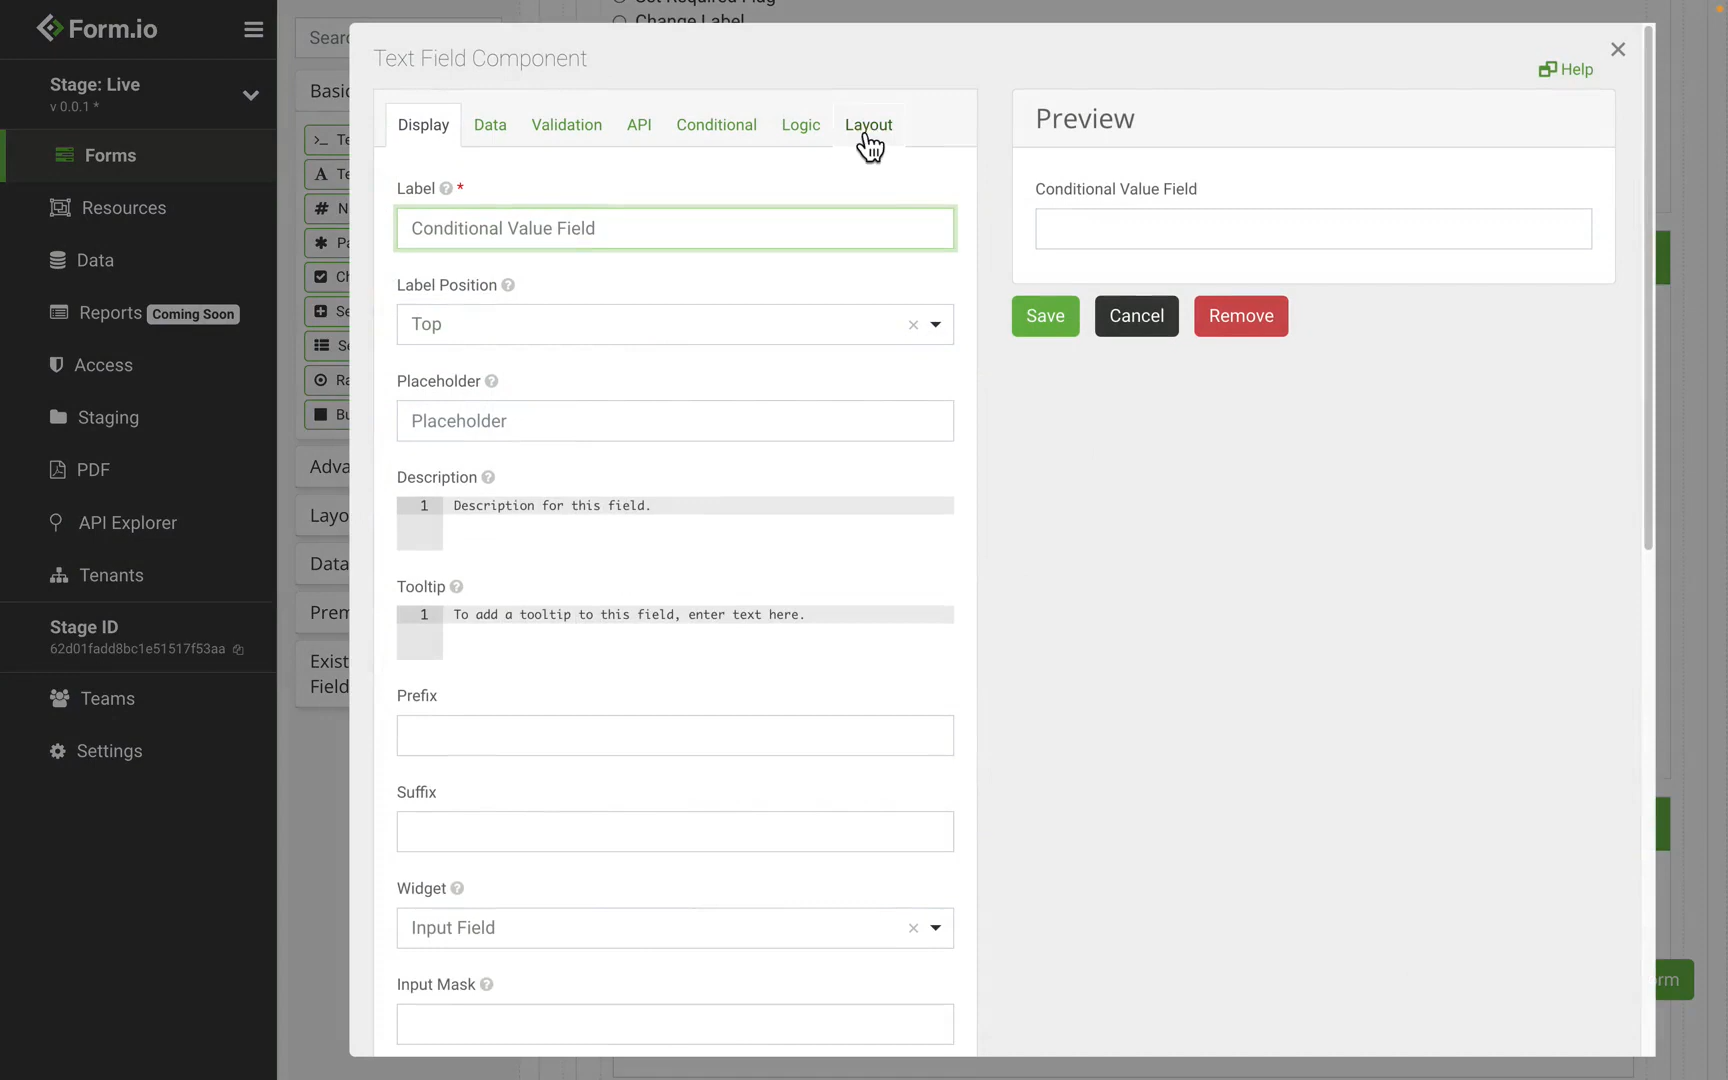 Form.io
Stage: Live
v 0.0.1 *
Forms
Resources
Data
Reports Coming Soon
Access
Staging
PDF
API Explorer
Tenants
Stage ID
62d01fadd8bc1e51517f53aa
Teams
Settings
Change Label
Text Field Component
Help
Display
Data
Validation
API
Conditional
Logic
Layout
Label *
Conditional Value Field
Label Position
Top
Placeholder
Placeholder
Description
1 Description for this field.
Tooltip
1 To add a tooltip to this field, enter text here.
Prefix
Suffix
Widget
Input Field
Input Mask
Preview
Conditional Value Field
Save
Cancel
Remove